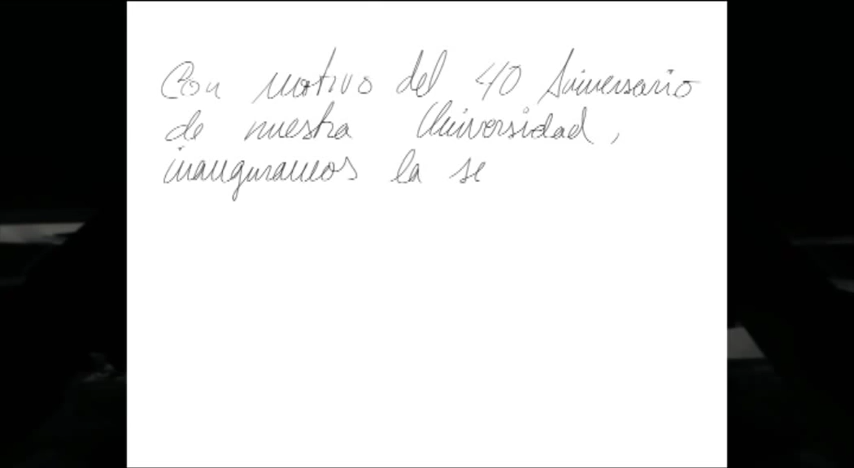 Con motivo del 40 Aniversario
de nuestra Universidad,
inauguramos la se